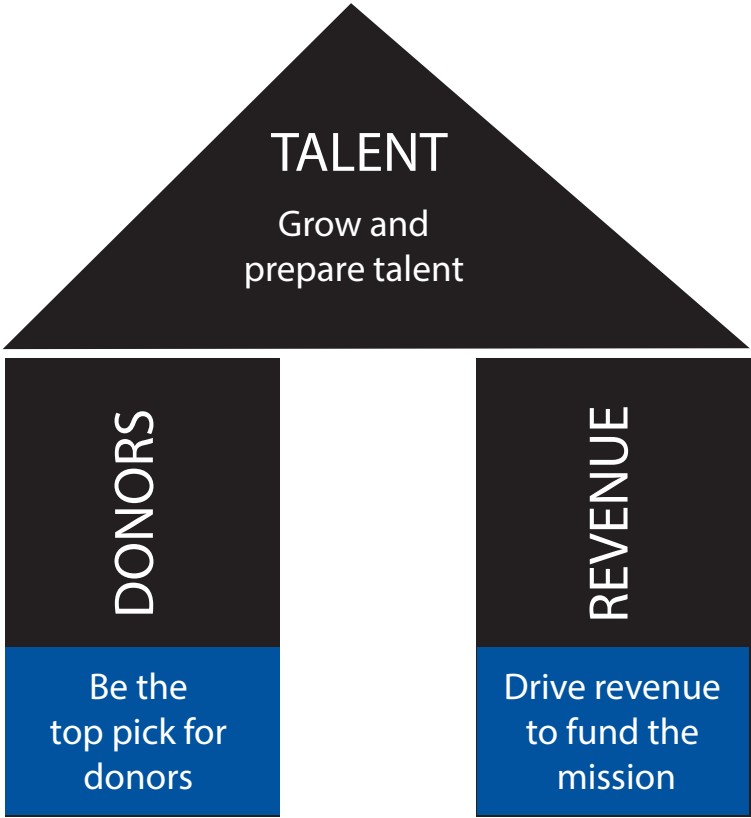 TALENT
Grow and
prepare talent
DONORS
Be the
top pick for
donors
REVENUE
Drive revenue
to fund the
mission